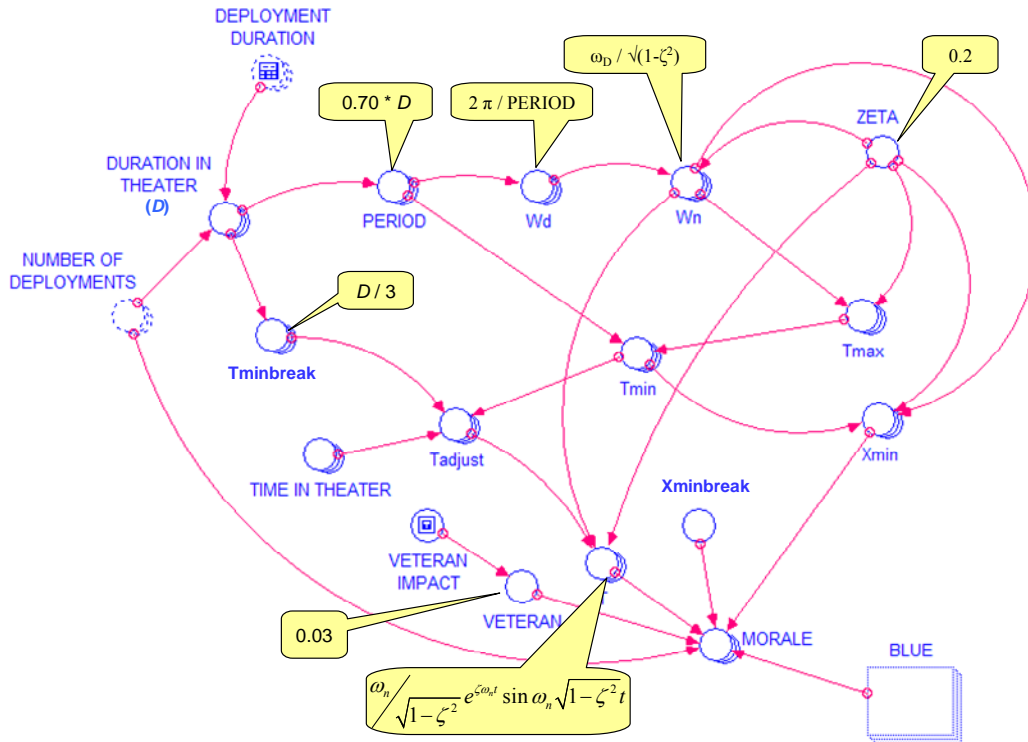 DEPLOYMENT
DURATION
ω_D / √(1-ζ²)
0.2
0.70 * D
2 π / PERIOD
ZETA
DURATION IN
THEATER
(D)
PERIOD
Wd
Wn
NUMBER OF
DEPLOYMENTS
D / 3
Tminbreak
Tmin
Tmax
Tadjust
Xmin
TIME IN THEATER
Xminbreak
VETERAN
IMPACT
VETERAN
0.03
MORALE
BLUE
ω_n / √(1-ζ²) e^{ζω_n t} sin ω_n √(1-ζ²) t